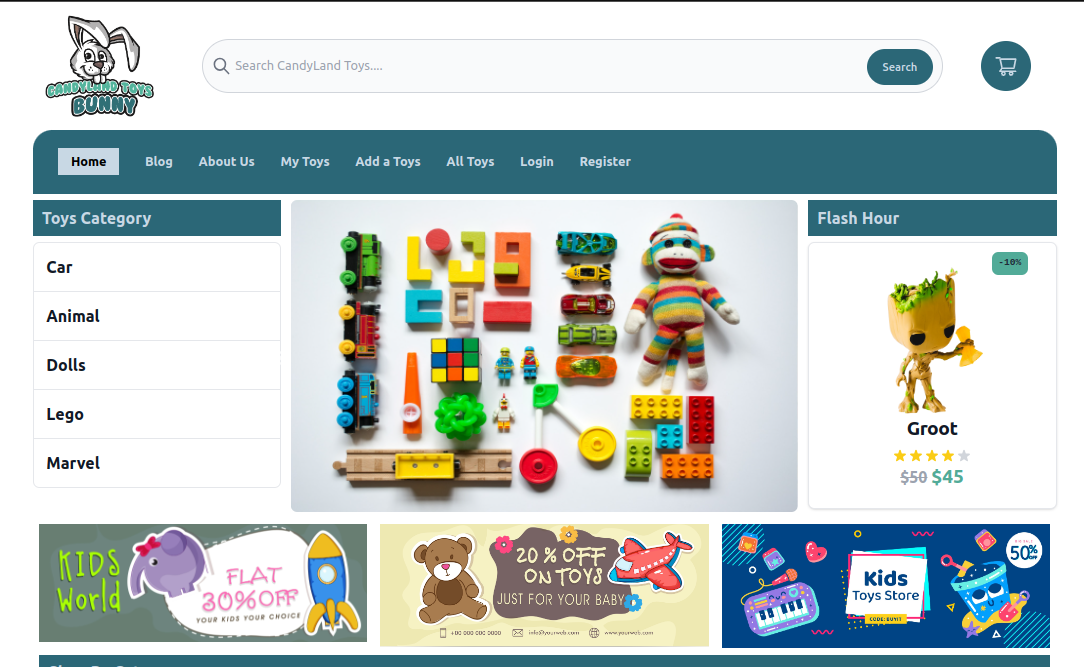 CANDYLAND TOYS
BUNNY
Search CandyLand Toys....
Search
Home
Blog
About Us
My Toys
Add a Toys
All Toys
Login
Register
Toys Category
Car
Animal
Dolls
Lego
Marvel
Flash Hour
-10%
Groot
$50 $45
KIDS
World
FLAT
30%OFF
YOUR KIDS YOUR CHOICE
20 % OFF
ON TOYS
JUST FOR YOUR BABY
+00 000 000 0000
info@yourweb.com
www.yourweb.com
Kids
Toys Store
CODE: BUY1T
50%
OFF